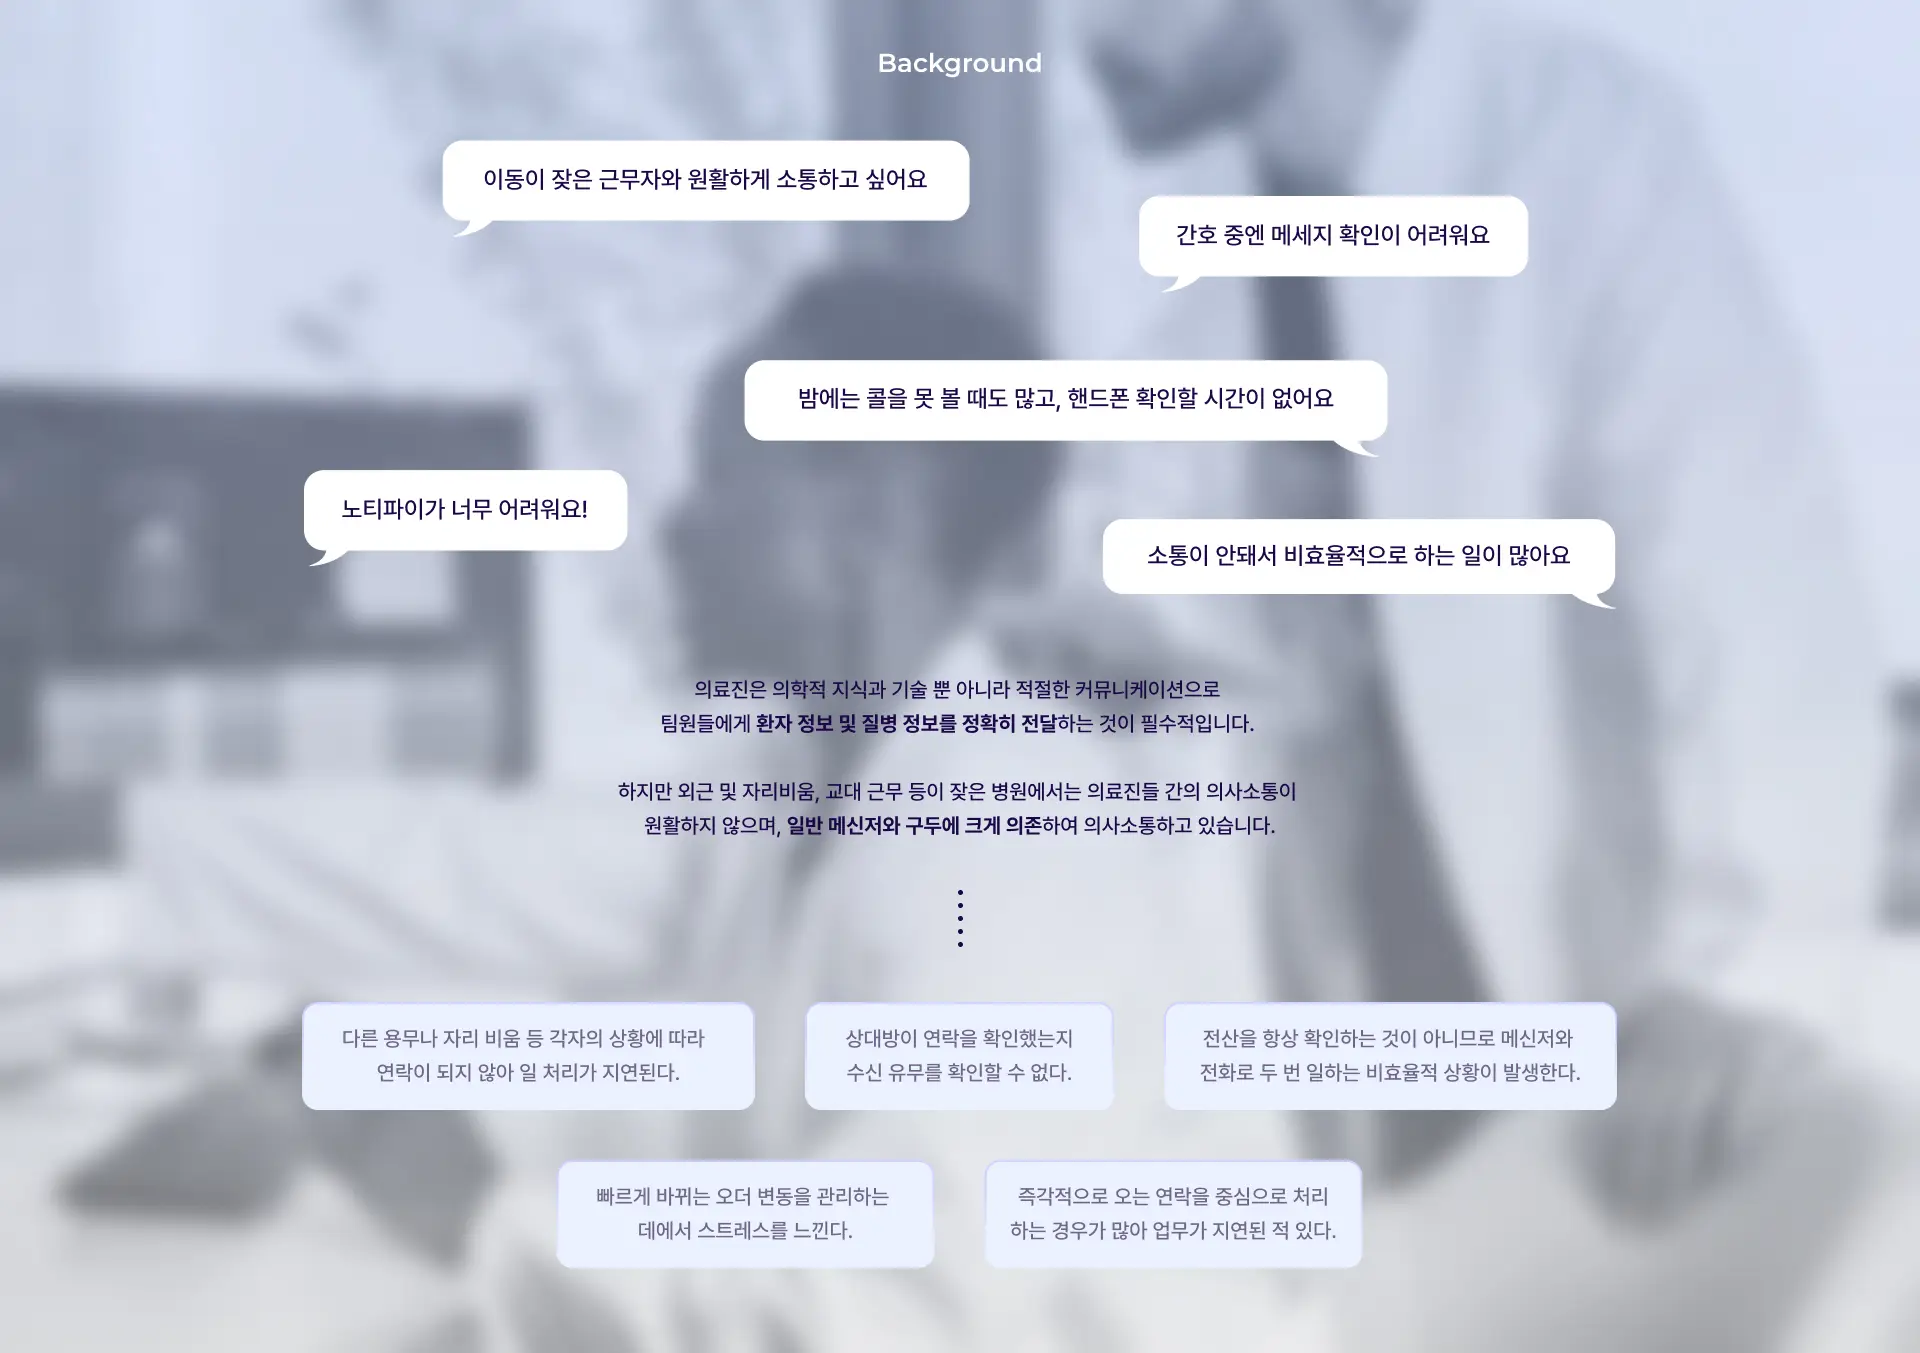 Background
이동이 잦은 근무자와 원활하게 소통하고 싶어요
간호 중엔 메세지 확인이 어려워요
밤에는 콜을 못 볼 때도 많고, 핸드폰 확인할 시간이 없어요
노티파이가 너무 어려워요!
소통이 안돼서 비효율적으로 하는 일이 많아요
의료진은 의학적 지식과 기술 뿐 아니라 적절한 커뮤니케이션으로
팀원들에게 환자 정보 및 질병 정보를 정확히 전달하는 것이 필수적입니다.
하지만 외근 및 자리비움, 교대 근무 등이 잦은 병원에서는 의료진들 간의 의사소통이
원활하지 않으며, 일반 메신저와 구두에 크게 의존하여 의사소통하고 있습니다.
다른 용무나 자리 비움 등 각자의 상황에 따라
연락이 되지 않아 일 처리가 지연된다.
상대방이 연락을 확인했는지
수신 유무를 확인할 수 없다.
전산을 항상 확인하는 것이 아니므로 메신저와
전화로 두 번 일하는 비효율적 상황이 발생한다.
빠르게 바뀌는 오더 변동을 관리하는
데에서 스트레스를 느낀다.
즉각적으로 오는 연락을 중심으로 처리
하는 경우가 많아 업무가 지연된 적 있다.